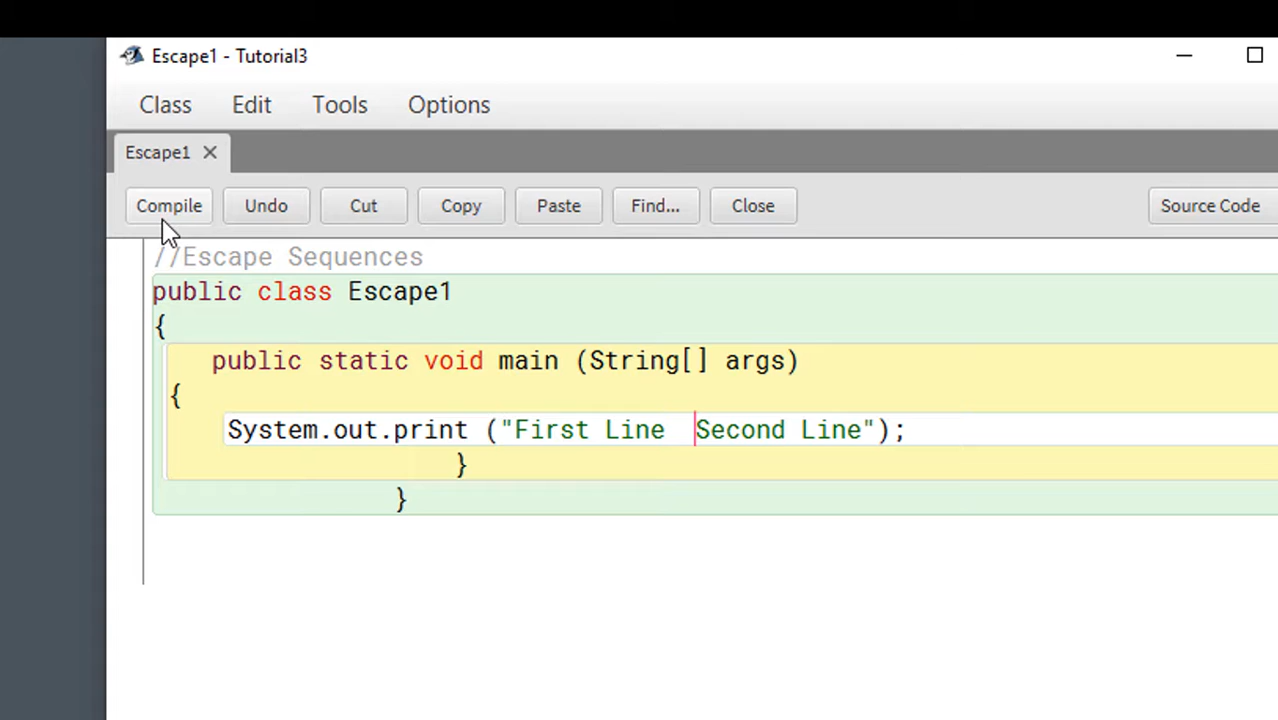 Escape1 - Tutorial3
Class Edit Tools Options
Escape1
Compile Undo Cut Copy Paste Find... Close Source Code
//Escape Sequences
public class Escape1
{
public static void main (String[] args)
{
System.out.print ("First Line  Second Line");
}
}